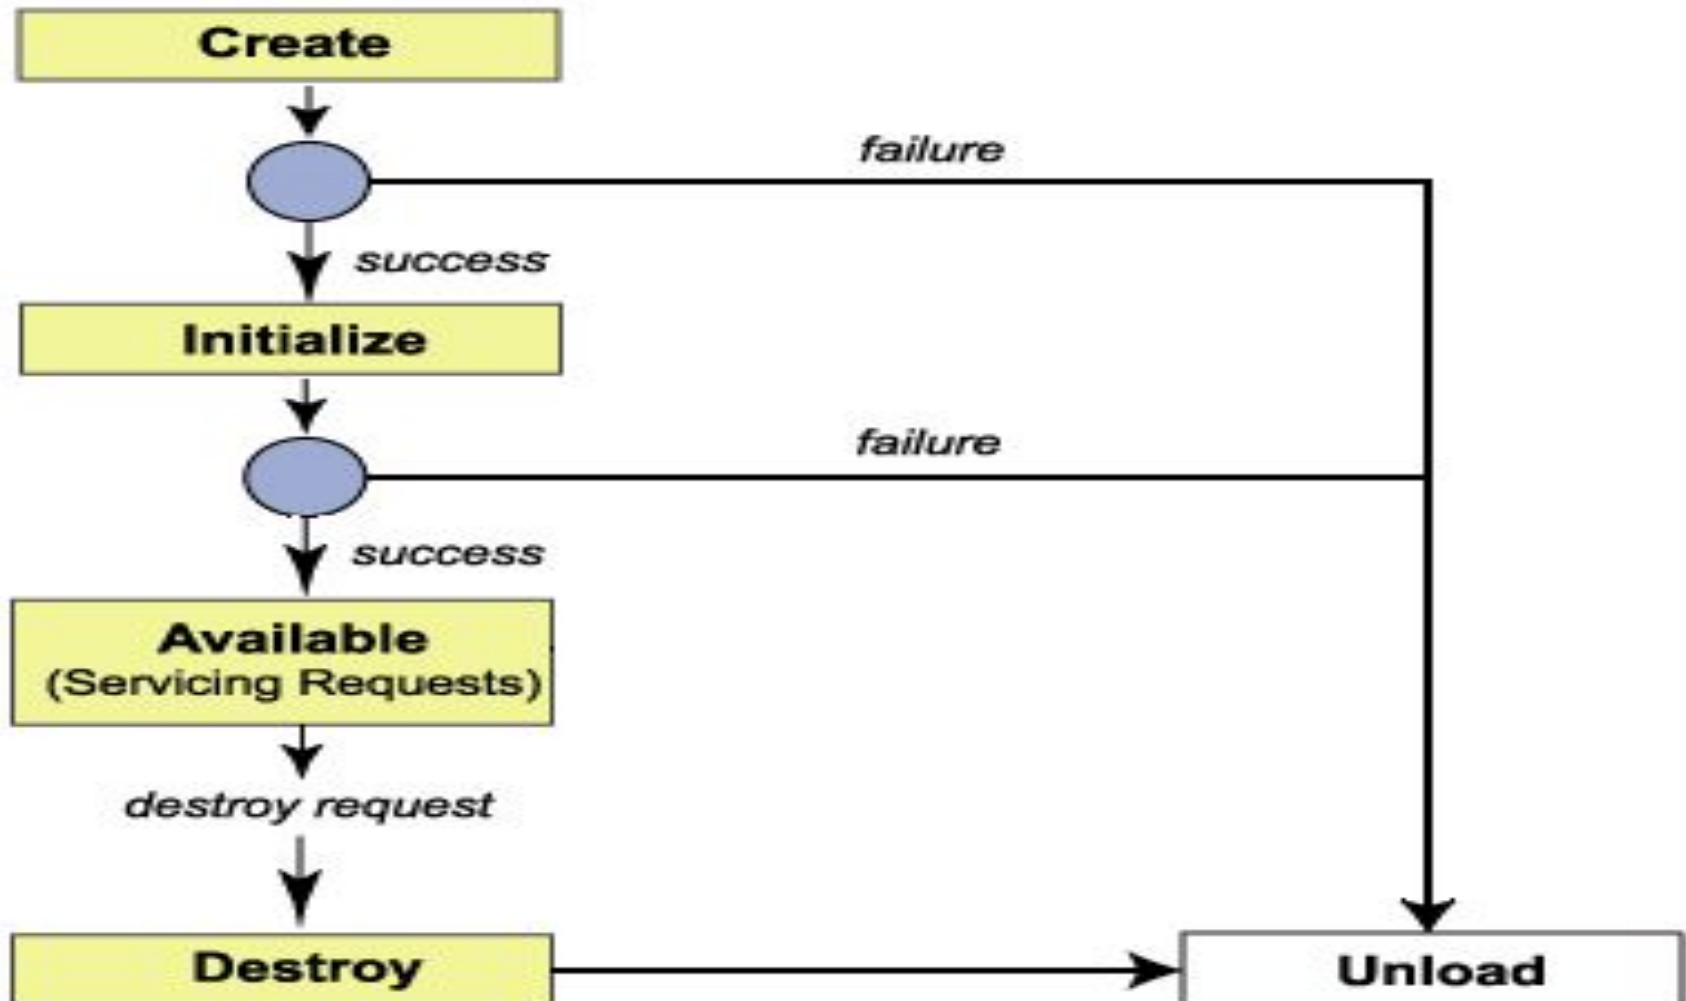 Create
failure
success
Initialize
failure
success
Available
(Servicing Requests)
destroy request
Destroy
Unload